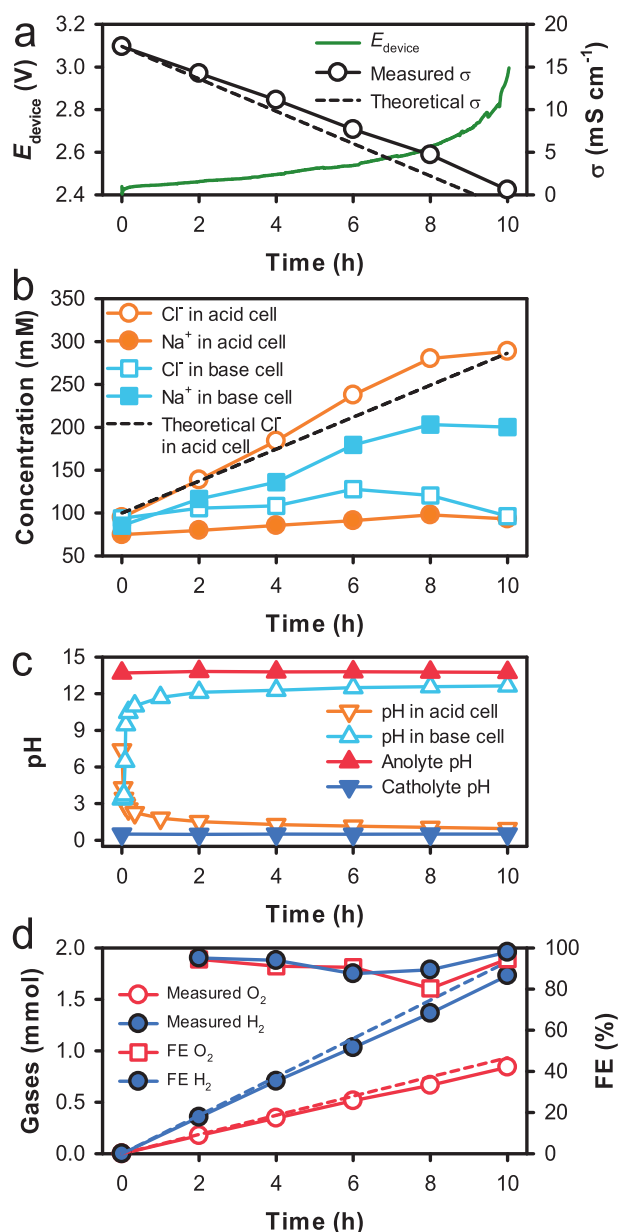 a
3.2
3.0
2.8
2.6
2.4
E_device (V)
E_device
Measured σ
Theoretical σ
20
15
10
5
0
σ (mS cm⁻¹)
0 2 4 6 8 10
Time (h)
b
350
300
250
200
150
100
50
Concentration (mM)
Cl⁻ in acid cell
Na⁺ in acid cell
Cl⁻ in base cell
Na⁺ in base cell
Theoretical Cl⁻
in acid cell
0 2 4 6 8 10
Time (h)
c
15
12
9
6
3
0
pH
pH in acid cell
pH in base cell
Anolyte pH
Catholyte pH
0 2 4 6 8 10
Time (h)
d
2.0
1.5
1.0
0.5
0.0
Gases (mmol)
Measured O₂
Measured H₂
FE O₂
FE H₂
100
80
60
40
20
0
FE (%)
0 2 4 6 8 10
Time (h)